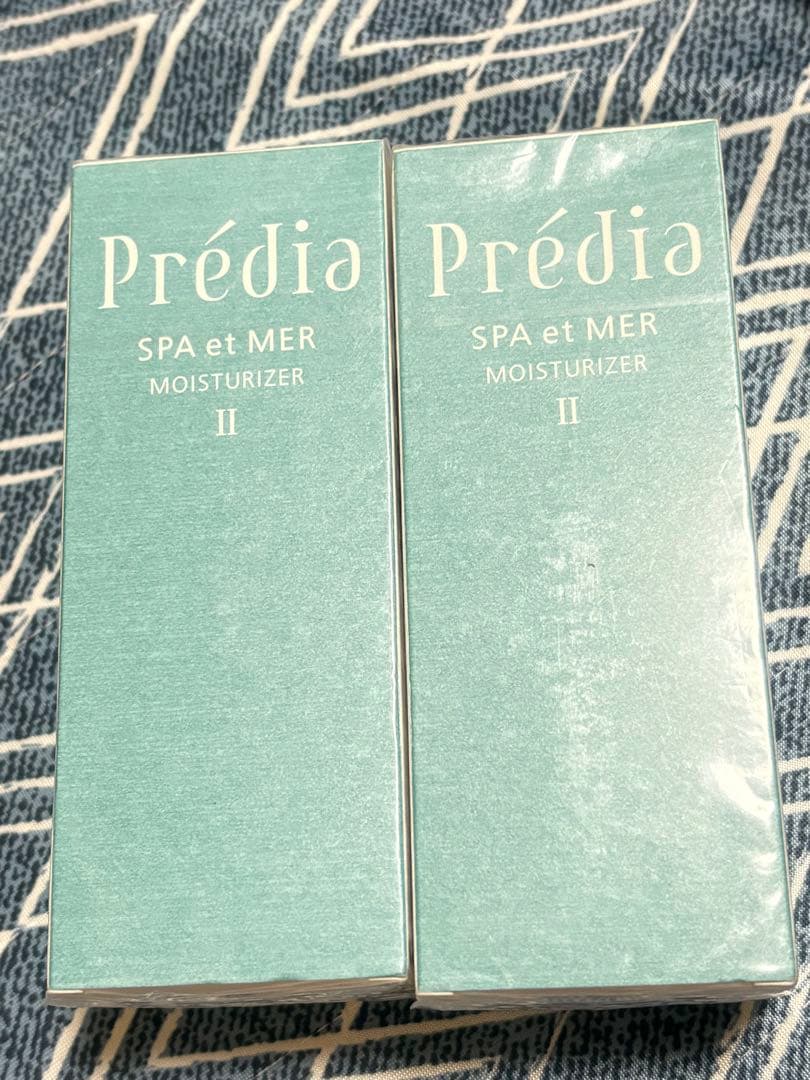 Prédia
SPA et MER
MOISTURIZER
II
Prédia
SPA et MER
MOISTURIZER
II